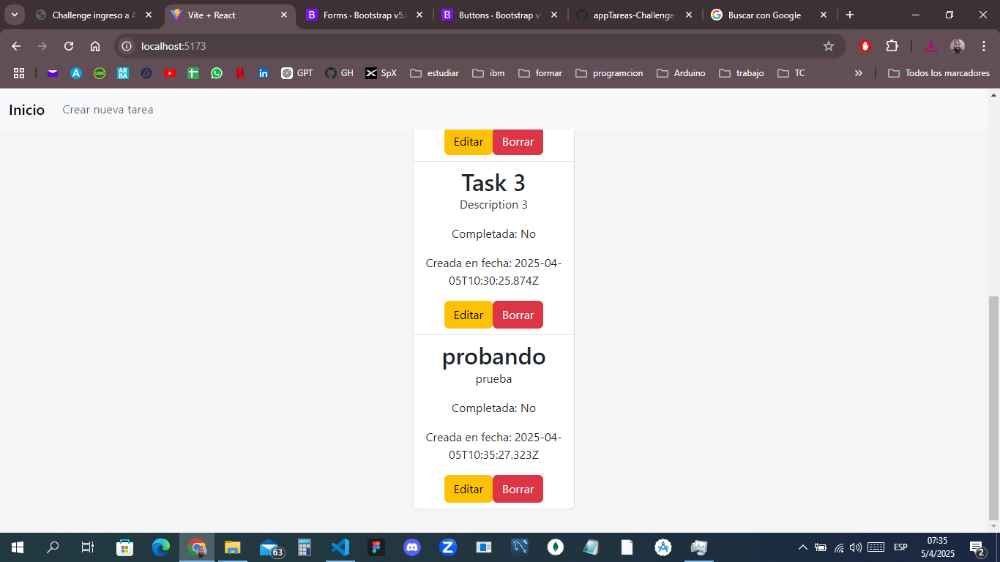 Challenge ingreso a A
Vite + React
Forms · Bootstrap v5.
Buttons · Bootstrap v
appTareas-Challenge
Buscar con Google
localhost:5173
GPT
GH
SpX
estudiar
ibm
formar
programcion
Arduino
trabajo
TC
Todos los marcadores
Inicio
Crear nueva tarea
Editar
Borrar
Task 3
Description 3
Completada: No
Creada en fecha: 2025-04-
05T10:30:25.874Z
Editar
Borrar
probando
prueba
Completada: No
Creada en fecha: 2025-04-
05T10:35:27.323Z
Editar
Borrar
63
ESP
07:35
5/4/2025
2